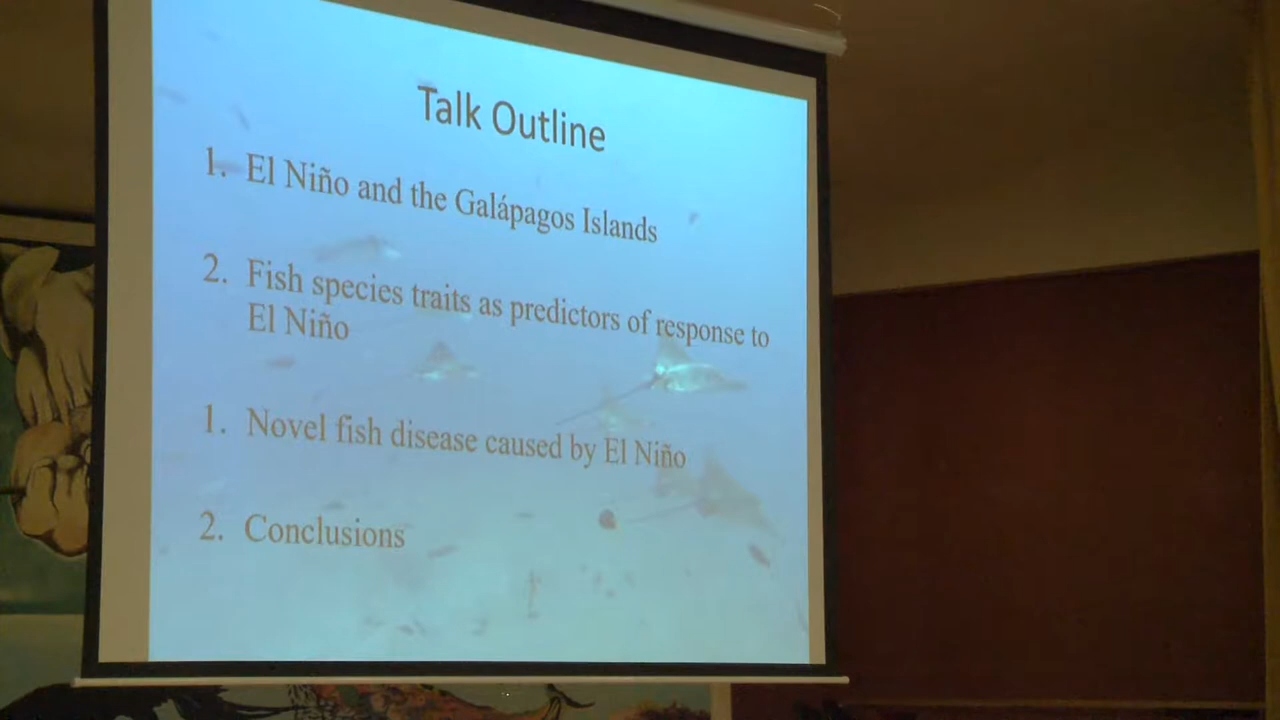 Talk Outline
1. El Niño and the Galápagos Islands
2. Fish species traits as predictors of response to
El Niño
1. Novel fish disease caused by El Niño
2. Conclusions